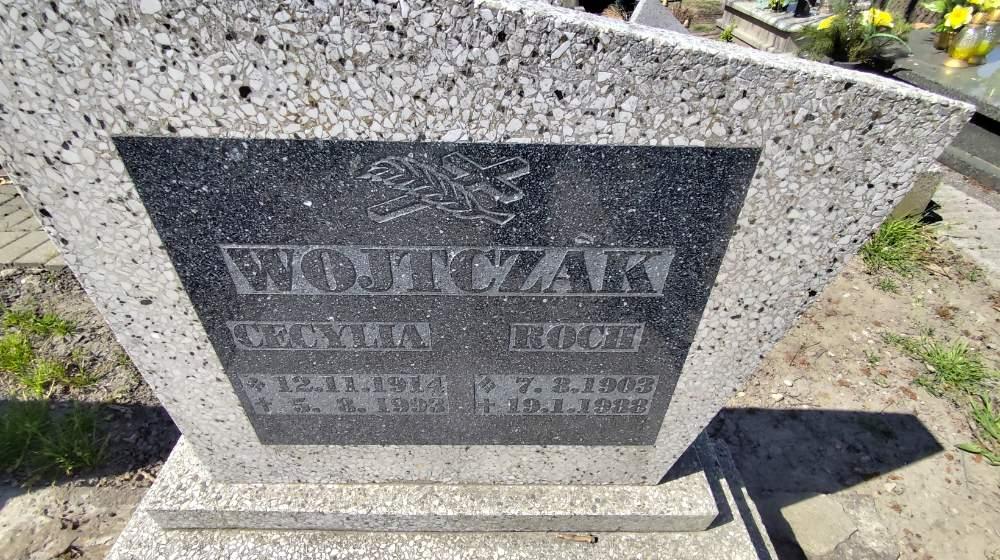 WOJTCZAK
CECYLIA
ROCH
* 12.11.1914
† 5. 8. 1993
* 7. 8. 1903
† 19.1.1988